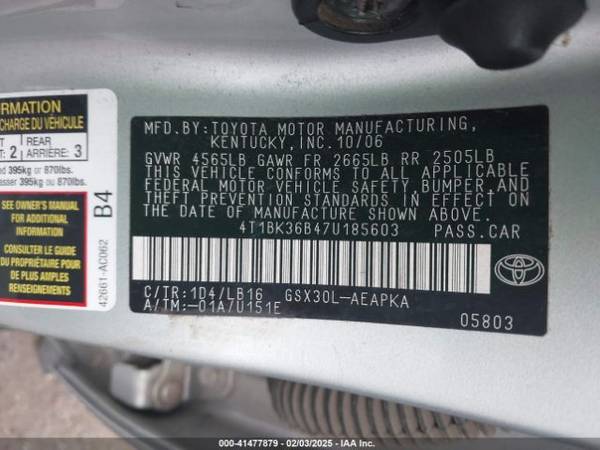 FORMATION
CHARGE DU VÉHICULE
2 REAR ARRIÈRE: 3
ed 395kg or 870lbs.
sser 395kg ou 870lbs.
SEE OWNER'S MANUAL
FOR ADDITIONAL
INFORMATION
CONSULTER LE GUIDE
DU PROPRIÉTAIRE
POUR PLUS DE
RENSEIGNEMENTS
B4
42661-AC062
MFD.BY: TOYOTA MOTOR MANUFACTURING,
KENTUCKY, INC. 10/06
GVWR 4565LB GAWR FR 2665LB RR 2505LB
THIS VEHICLE CONFORMS TO ALL APPLICABLE
FEDERAL MOTOR VEHICLE SAFETY, BUMPER, AND
THEFT PREVENTION STANDARDS IN EFFECT ON
THE DATE OF MANUFACTURE SHOWN ABOVE.
4T1BK36B47U185603 PASS.CAR
C/TR: 1D4/LB16 GSX30L-AEAPKA
A/TM:-01A/U151E
05803
TOYOTA
000-41477879 - 02/03/2025 - IAA Inc.